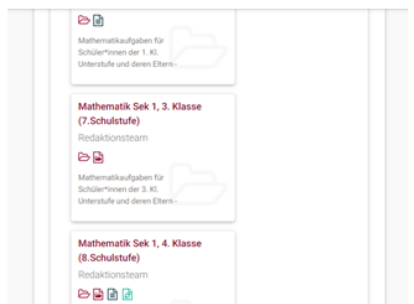 Mathematikaufgaben für
Schüler*innen der 1. Kl.
Unterstufe und deren Eltern -
Mathematik Sek 1, 3. Klasse
(7.Schulstufe)
Redaktionsteam
Mathematikaufgaben für
Schüler*innen der 3. Kl.
Unterstufe und deren Eltern -
Mathematik Sek 1, 4. Klasse
(8.Schulstufe)
Redaktionsteam